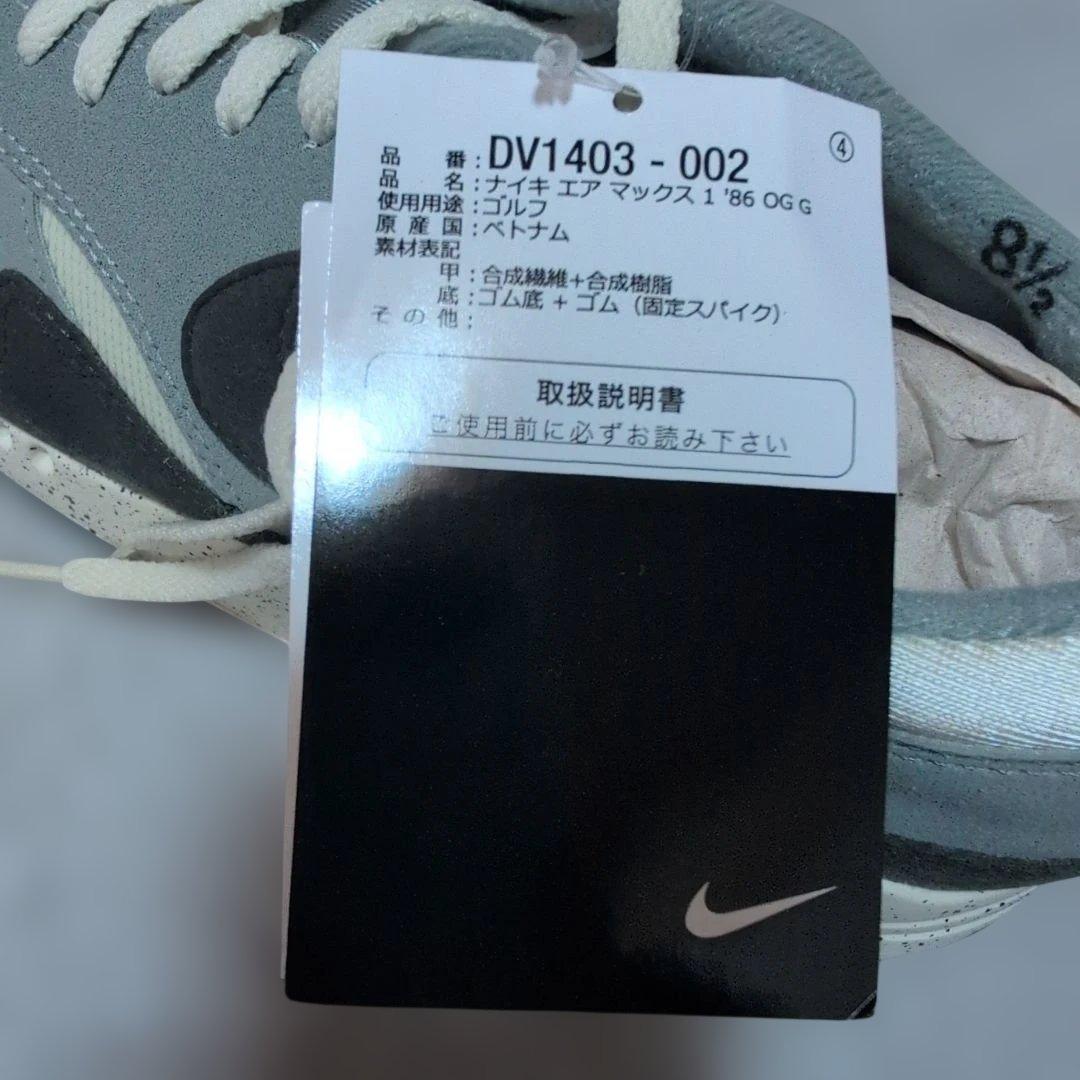 ④
品 番:DV1403 - 002
品 名:ナイキ エア マックス 1 '86 OG G
使用用途:ゴルフ
原産国:ベトナム
素材表記
甲:合成繊維+合成樹脂
底:ゴム底 + ゴム (固定スパイク)
その他:
取扱説明書
ご使用前に必ずお読み下さい
8½